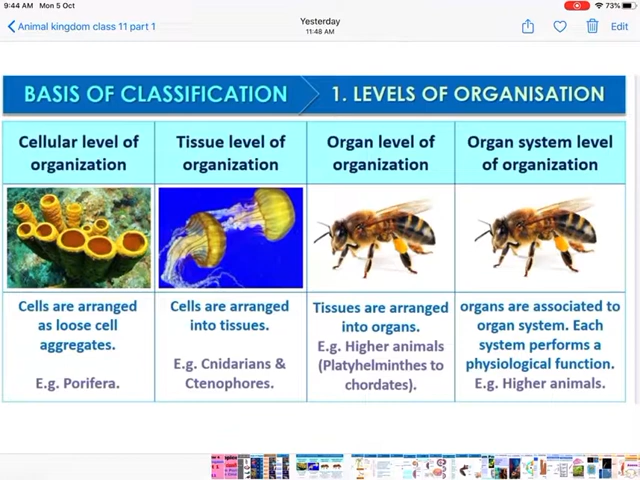 9:44 AM Mon 5 Oct
73%
Animal kingdom class 11 part 1
Yesterday
11:48 AM
Edit
BASIS OF CLASSIFICATION
1. LEVELS OF ORGANISATION
Cellular level of
organization
Tissue level of
organization
Organ level of
organization
Organ system level
of organization
Cells are arranged
as loose cell
aggregates.
E.g. Porifera.
Cells are arranged
into tissues.
E.g. Cnidarians &
Ctenophores.
Tissues are arranged
into organs.
E.g. Higher animals
(Platyhelminthes to
chordates).
organs are associated to
organ system. Each
system performs a
physiological function.
E.g. Higher animals.